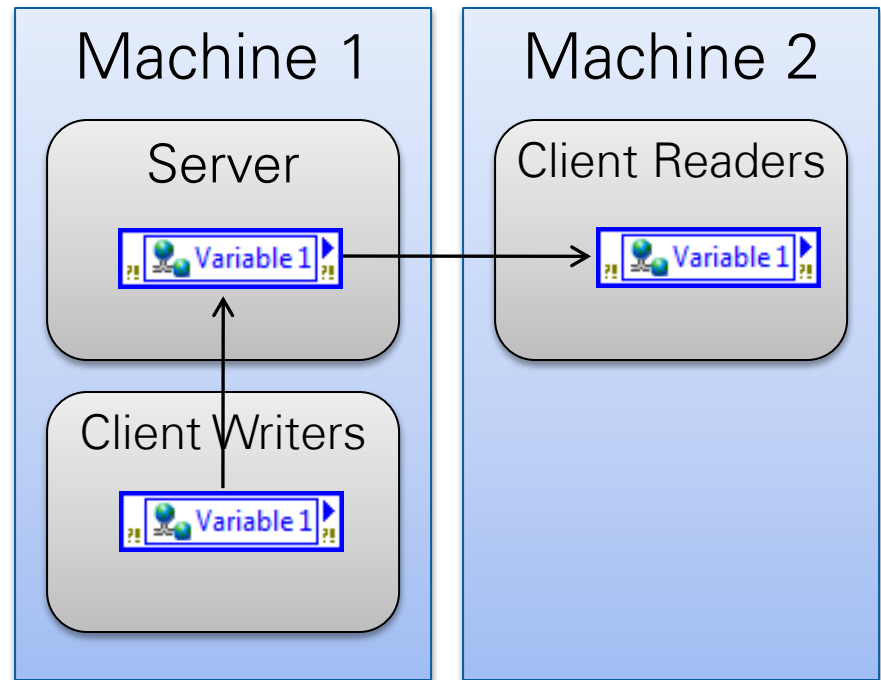 Machine 1
Server
?! Variable 1 ?!
Client Writers
?! Variable 1 ?!
Machine 2
Client Readers
?! Variable 1 ?!